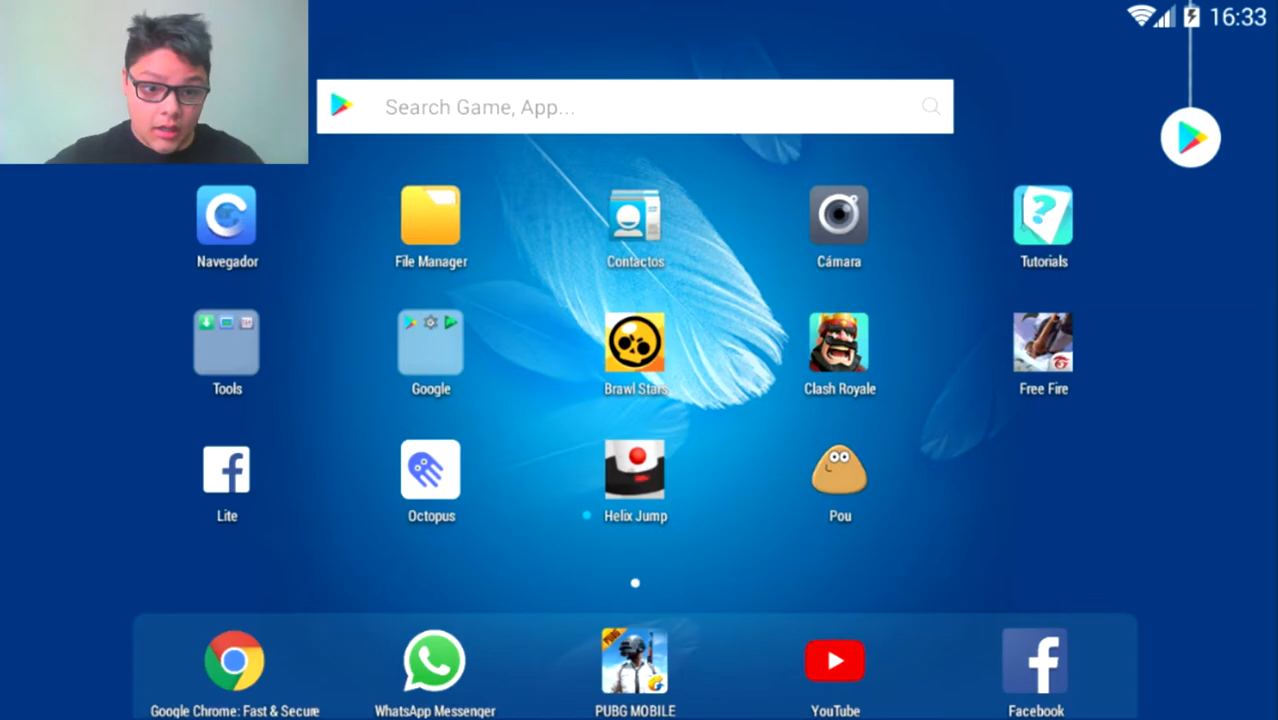 16:33
Search Game, App...
Navegador
File Manager
Contactos
Cámara
Tutorials
Tools
Google
Brawl Stars
Clash Royale
Free Fire
Lite
Octopus
Helix Jump
Pou
PUBG
Google Chrome: Fast & Secure
WhatsApp Messenger
PUBG MOBILE
YouTube
Facebook